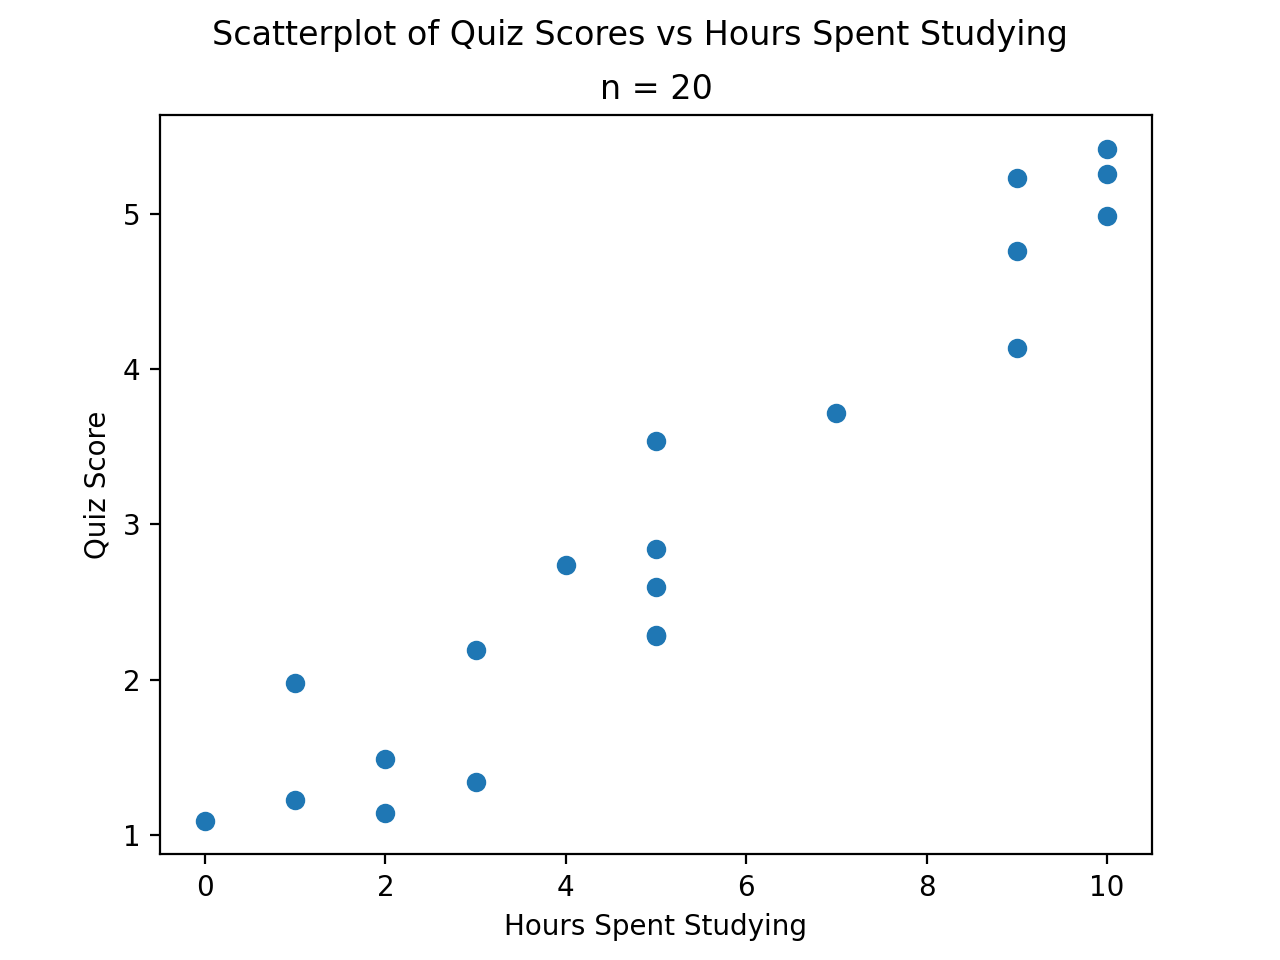 Scatterplot of Quiz Scores vs Hours Spent Studying
n = 20
5
4
3
2
1
Quiz Score
0 2 4 6 8 10
Hours Spent Studying